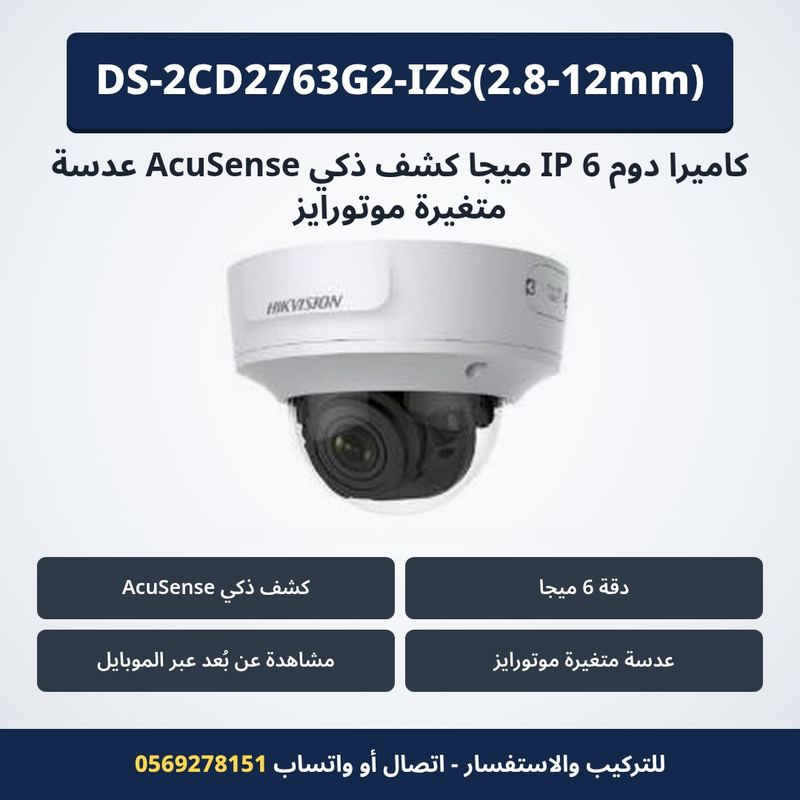 DS-2CD2763G2-IZS(2.8-12mm)
كاميرا دوم IP 6 ميجا كشف ذكي AcuSense عدسة
متغيرة موتورايز
HIKVISION
دقة 6 ميجا
كشف ذكي AcuSense
عدسة متغيرة موتورايز
مشاهدة عن بُعد عبر الموبايل
للتركيب والاستفسار - اتصال أو واتساب 0569278151